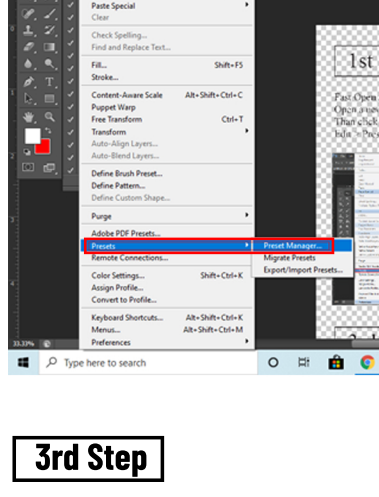 Paste Special
Clear
Check Spelling...
Find and Replace Text...
Fill... Shift+F5
Stroke...
Content-Aware Scale Alt+Shift+Ctrl+C
Puppet Warp
Free Transform Ctrl+T
Transform
Auto-Align Layers...
Auto-Blend Layers...
Define Brush Preset...
Define Pattern...
Define Custom Shape...
Purge
Adobe PDF Presets...
Presets
Remote Connections...
Color Settings... Shift+Ctrl+K
Assign Profile...
Convert to Profile...
Keyboard Shortcuts... Alt+Shift+Ctrl+K
Menus... Alt+Shift+Ctrl+M
Preferences
Preset Manager...
Migrate Presets
Export/Import Presets...
1st
Fast Open
Open a new
Than click
Edit
33.33%
Type here to search
3rd Step